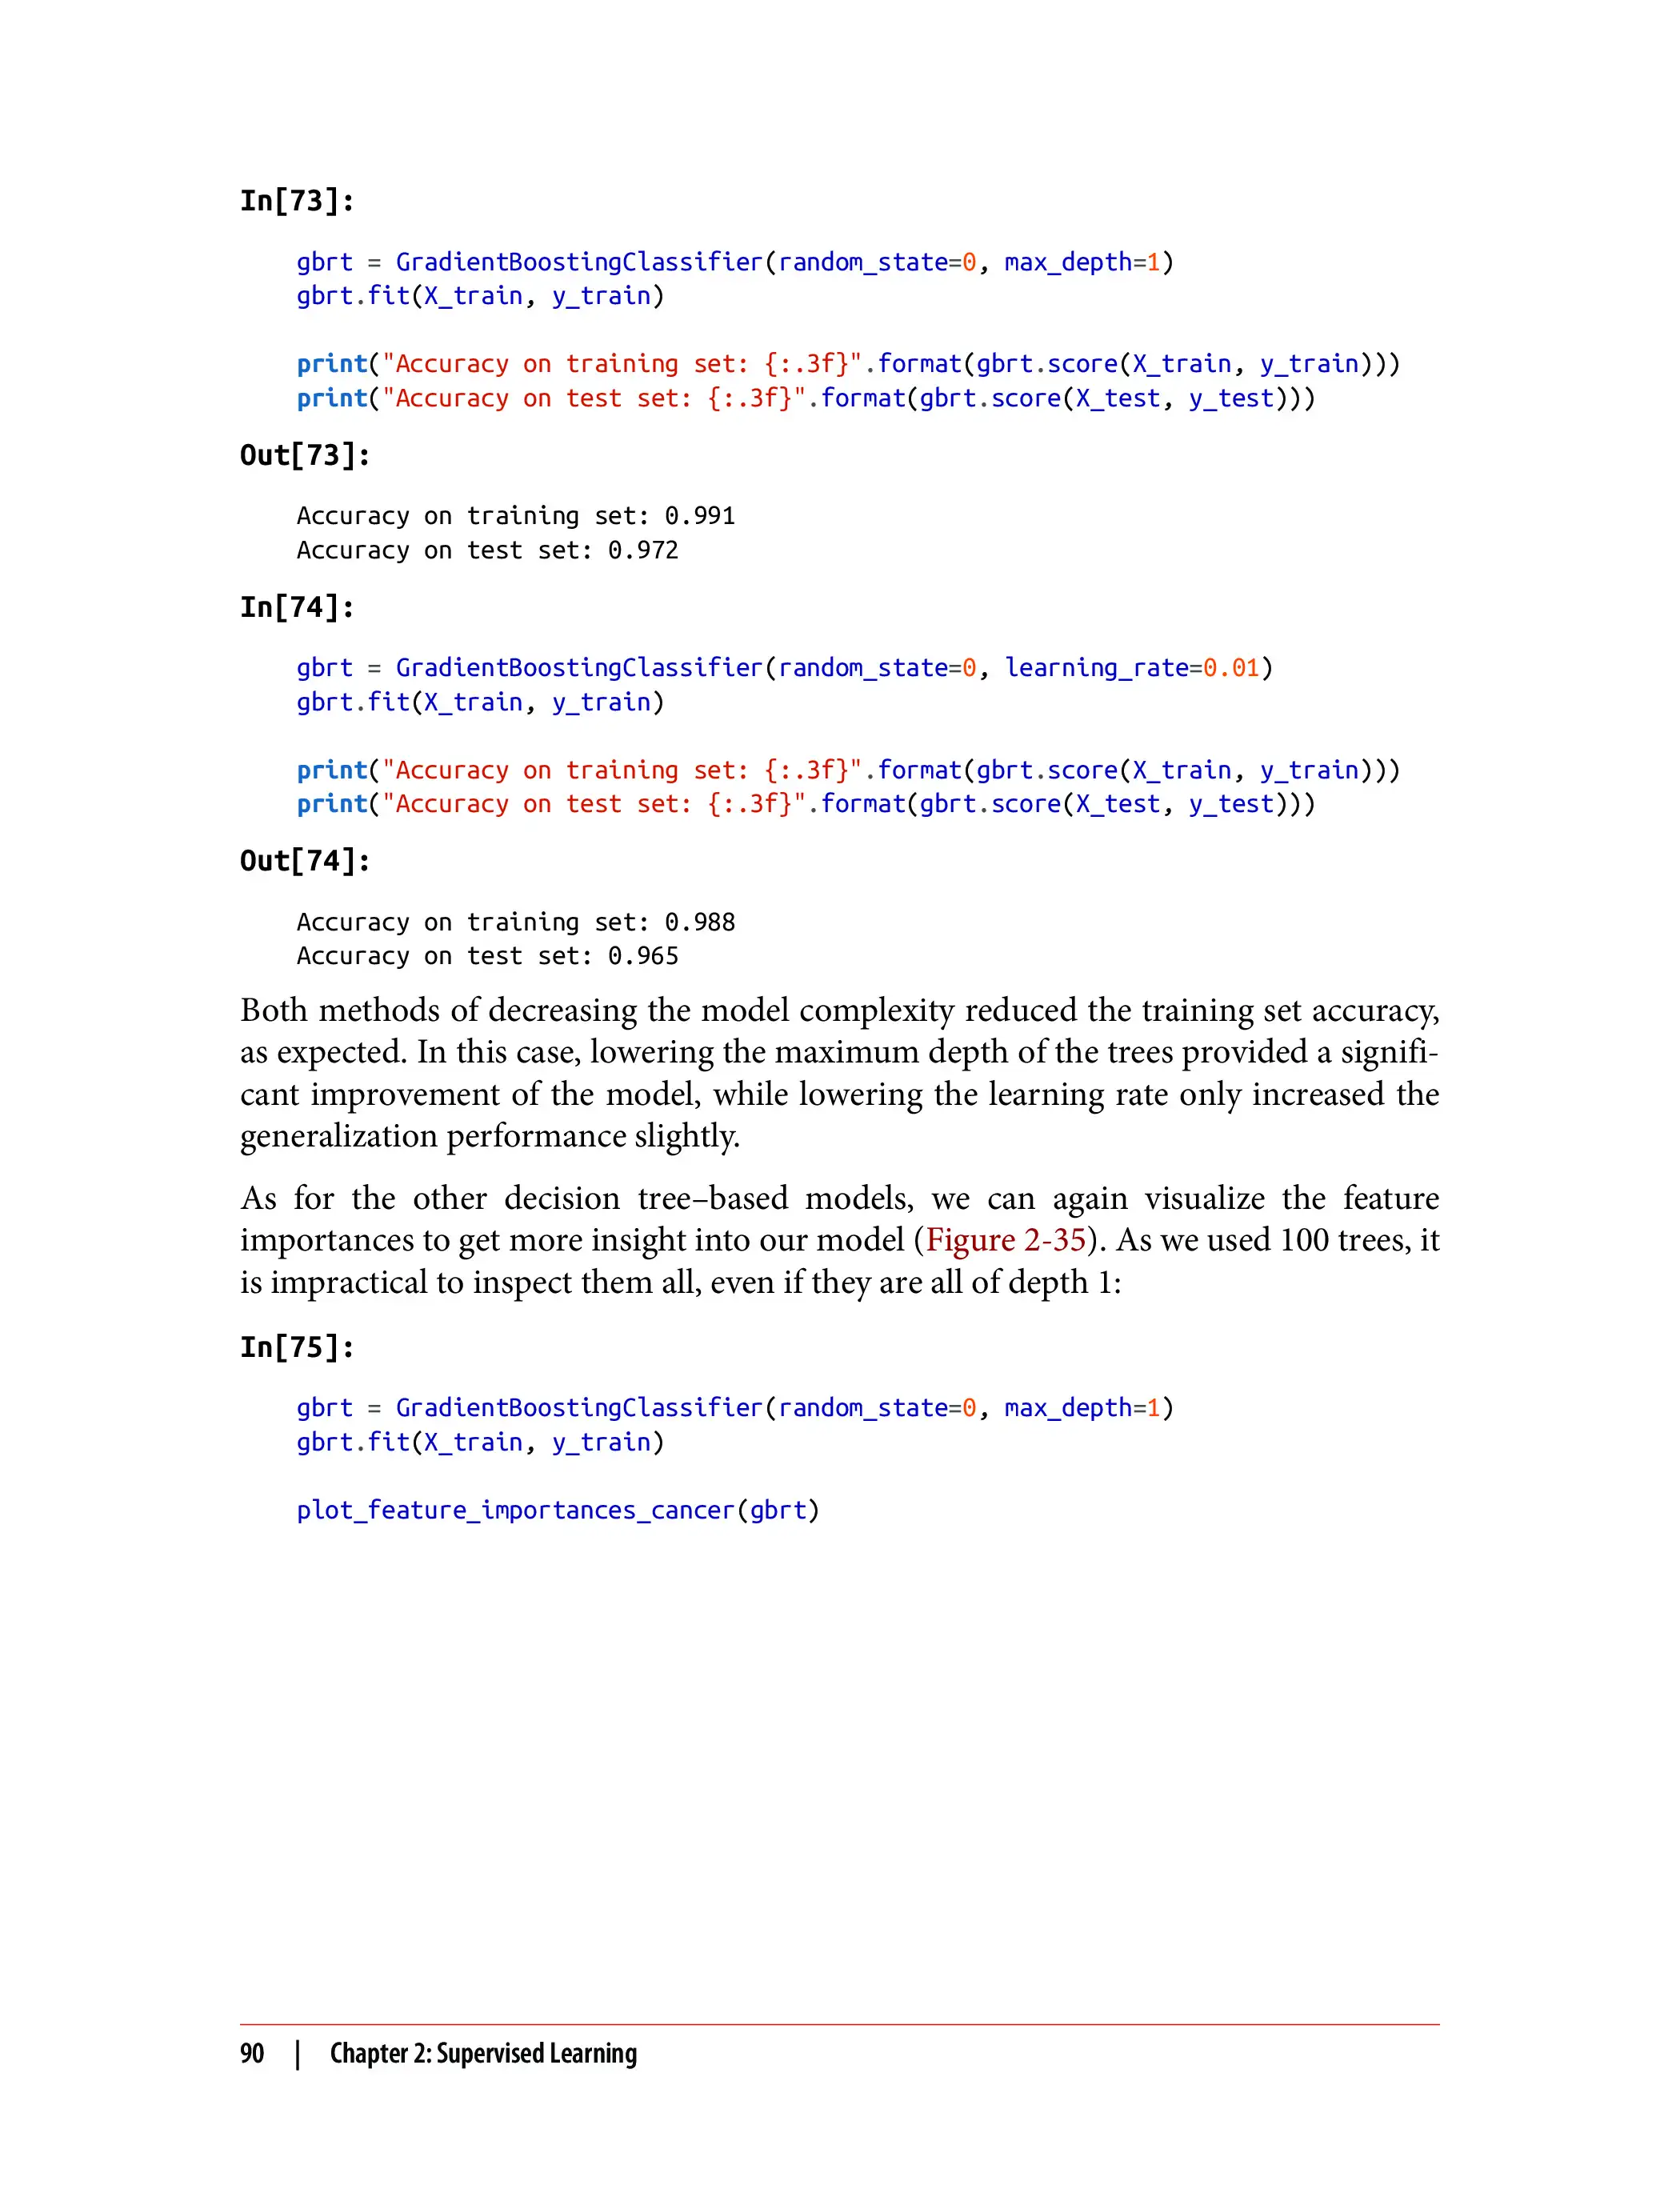 In[73]:
gbrt = GradientBoostingClassifier(random_state=0, max_depth=1)
gbrt.fit(X_train, y_train)
print("Accuracy on training set: {:.3f}".format(gbrt.score(X_train, y_train)))
print("Accuracy on test set: {:.3f}".format(gbrt.score(X_test, y_test)))
Out[73]:
Accuracy on training set: 0.991
Accuracy on test set: 0.972
In[74]:
gbrt = GradientBoostingClassifier(random_state=0, learning_rate=0.01)
gbrt.fit(X_train, y_train)
print("Accuracy on training set: {:.3f}".format(gbrt.score(X_train, y_train)))
print("Accuracy on test set: {:.3f}".format(gbrt.score(X_test, y_test)))
Out[74]:
Accuracy on training set: 0.988
Accuracy on test set: 0.965
Both methods of decreasing the model complexity reduced the training set accuracy,
as expected. In this case, lowering the maximum depth of the trees provided a signifi-
cant improvement of the model, while lowering the learning rate only increased the
generalization performance slightly.
As for the other decision tree–based models, we can again visualize the feature
importances to get more insight into our model (Figure 2-35). As we used 100 trees, it
is impractical to inspect them all, even if they are all of depth 1:
In[75]:
gbrt = GradientBoostingClassifier(random_state=0, max_depth=1)
gbrt.fit(X_train, y_train)
plot_feature_importances_cancer(gbrt)
90 | Chapter 2: Supervised Learning